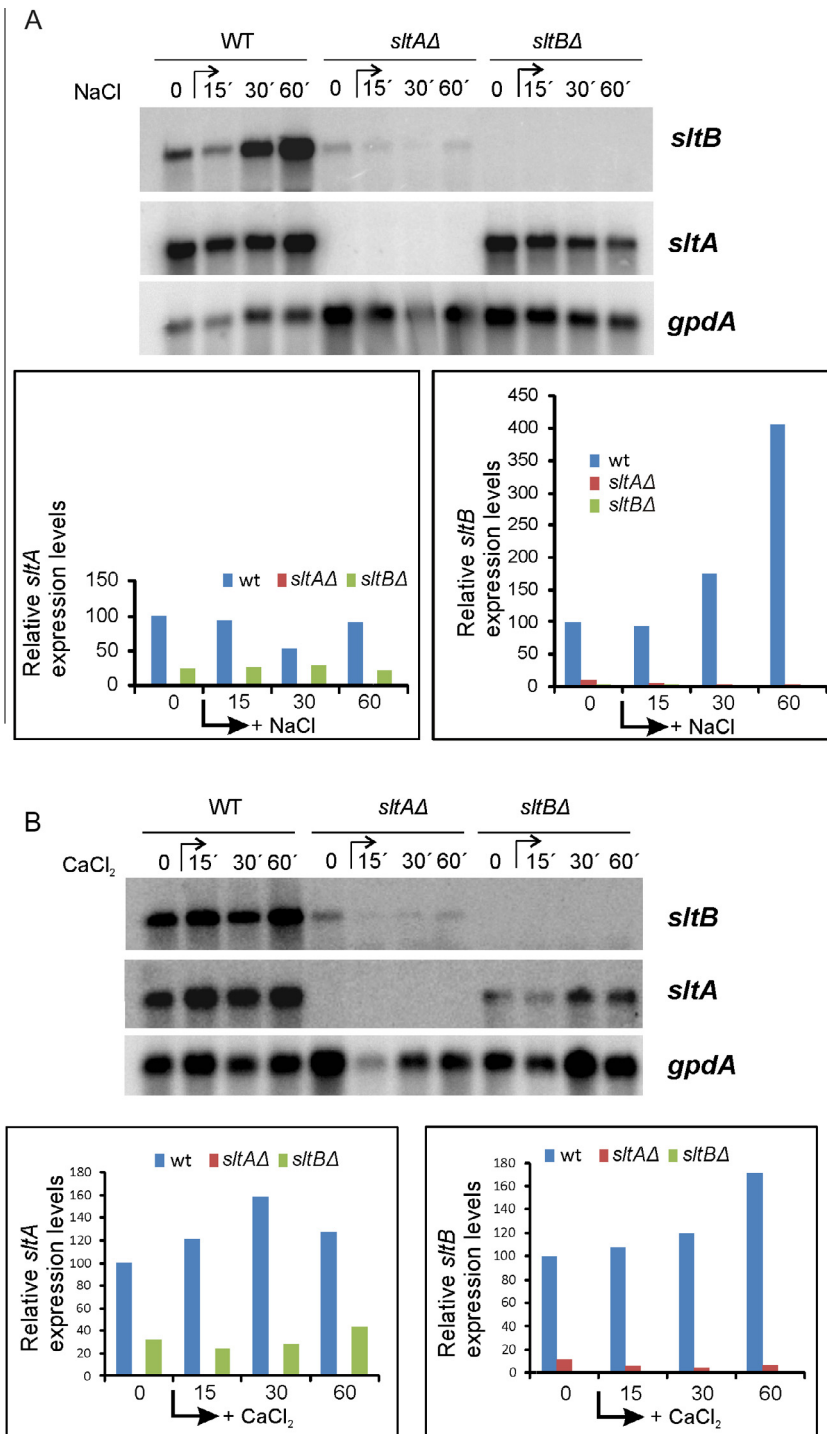 A
WT sltAΔ sltBΔ
NaCl 0 15´ 30´ 60´ 0 15´ 30´ 60´ 0 15´ 30´ 60´
sltB
sltA
gpdA
Relative sltA
expression levels
150
100
50
0
wt sltAΔ sltBΔ
0 15 30 60
+ NaCl
Relative sltB
expression levels
450
400
350
300
250
200
150
100
50
0
wt
sltAΔ
sltBΔ
0 15 30 60
+ NaCl
B
WT sltAΔ sltBΔ
CaCl₂ 0 15´ 30´ 60´ 0 15´ 30´ 60´ 0 15´ 30´ 60´
sltB
sltA
gpdA
wt sltAΔ sltBΔ
Relative sltA
expression levels
180
160
140
120
100
80
60
40
20
0
0 15 30 60
+ CaCl₂
wt sltAΔ sltBΔ
Relative sltB
expression levels
180
160
140
120
100
80
60
40
20
0
0 15 30 60
+ CaCl₂